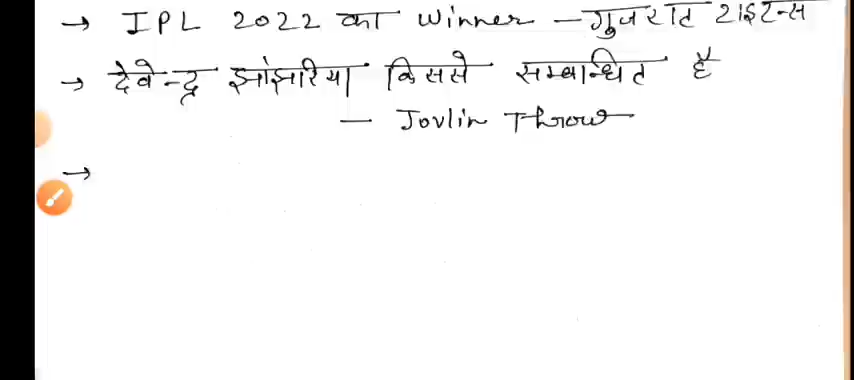 → IPL 2022 का Winner – गुजरात टाइटन्स
→ देवेन्द्र झांझरिया किससे सम्बन्धित है
– Jovlin Throw
→